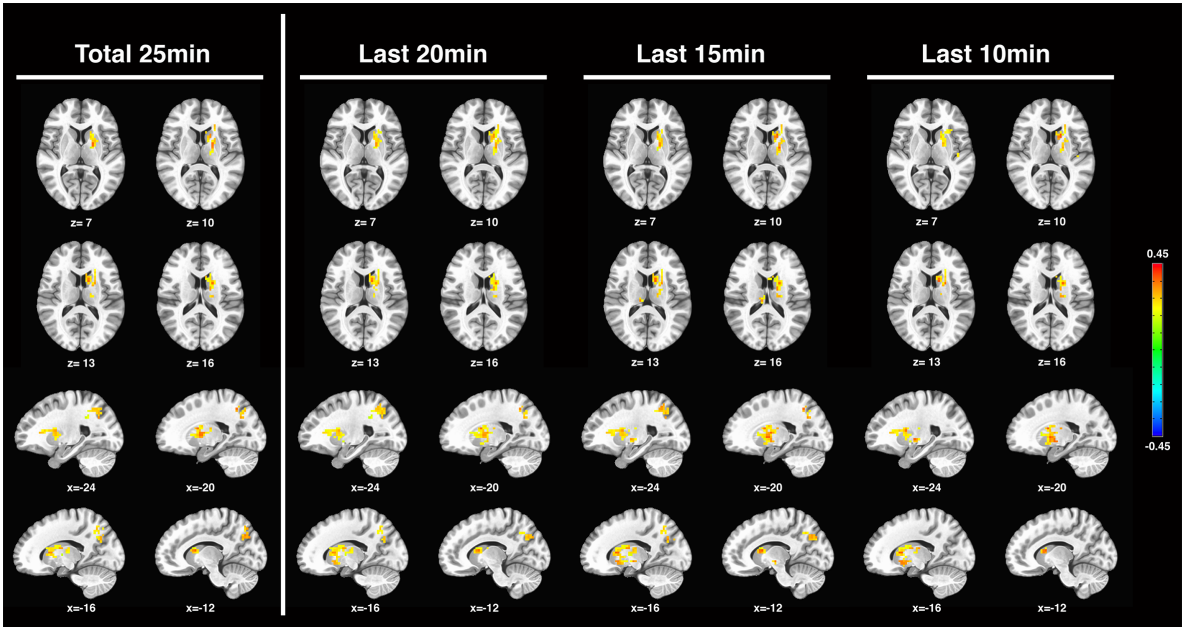 Total 25min Last 20min Last 15min Last 10min
z= 7 z= 10 z= 7 z= 10 z= 7 z= 10 z= 7 z= 10
0.45
z= 13 z= 16 z= 13 z= 16 z= 13 z= 16 z= 13 z= 16
-0.45
x=-24 x=-20 x=-24 x=-20 x=-24 x=-20 x=-24 x=-20
x=-16 x=-12 x=-16 x=-12 x=-16 x=-12 x=-16 x=-12